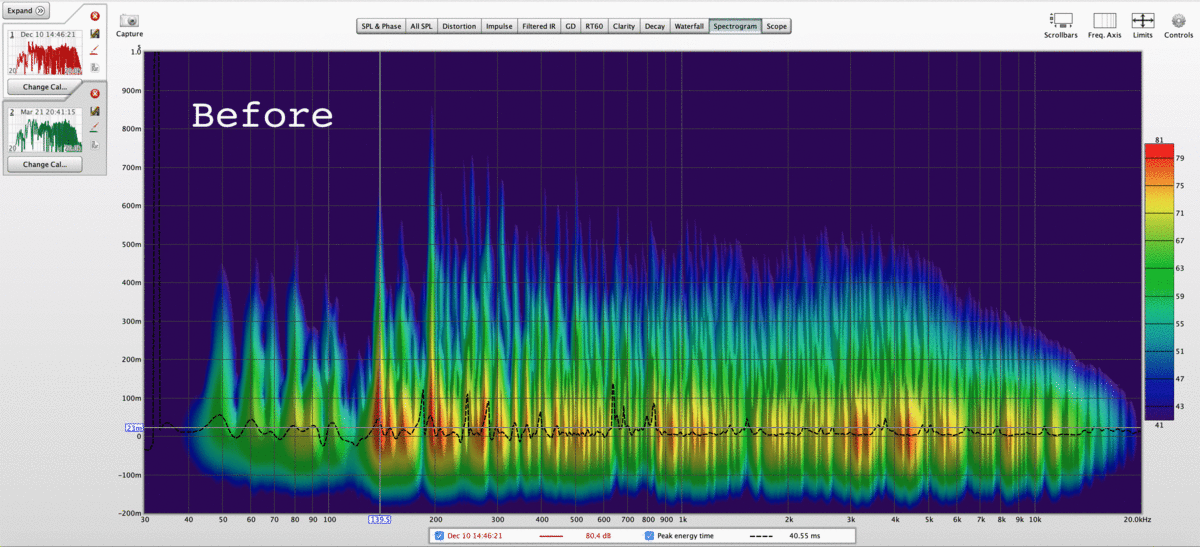 Expand
1 Dec 10 14:46:21
20
Change Cal...
2 Mar 21 20:41:15
20
Change Cal...
Capture
SPL & Phase All SPL Distortion Impulse Filtered IR GD RT60 Clarity Decay Waterfall Spectrogram Scope
Scrollbars Freq. Axis Limits Controls
s
1.0
900m
800m
700m
600m
500m
400m
300m
200m
100m
23m
0
-100m
-200m
Before
81
79
75
71
67
63
59
55
51
47
43
41
30 40 50 60 70 80 90 100 139.5 200 300 400 500 600 700 800 900 1k 2k 3k 4k 5k 6k 7k 8k 9k 10k 20.0kHz
Dec 10 14:46:21 80.4 dB Peak energy time 40.55 ms